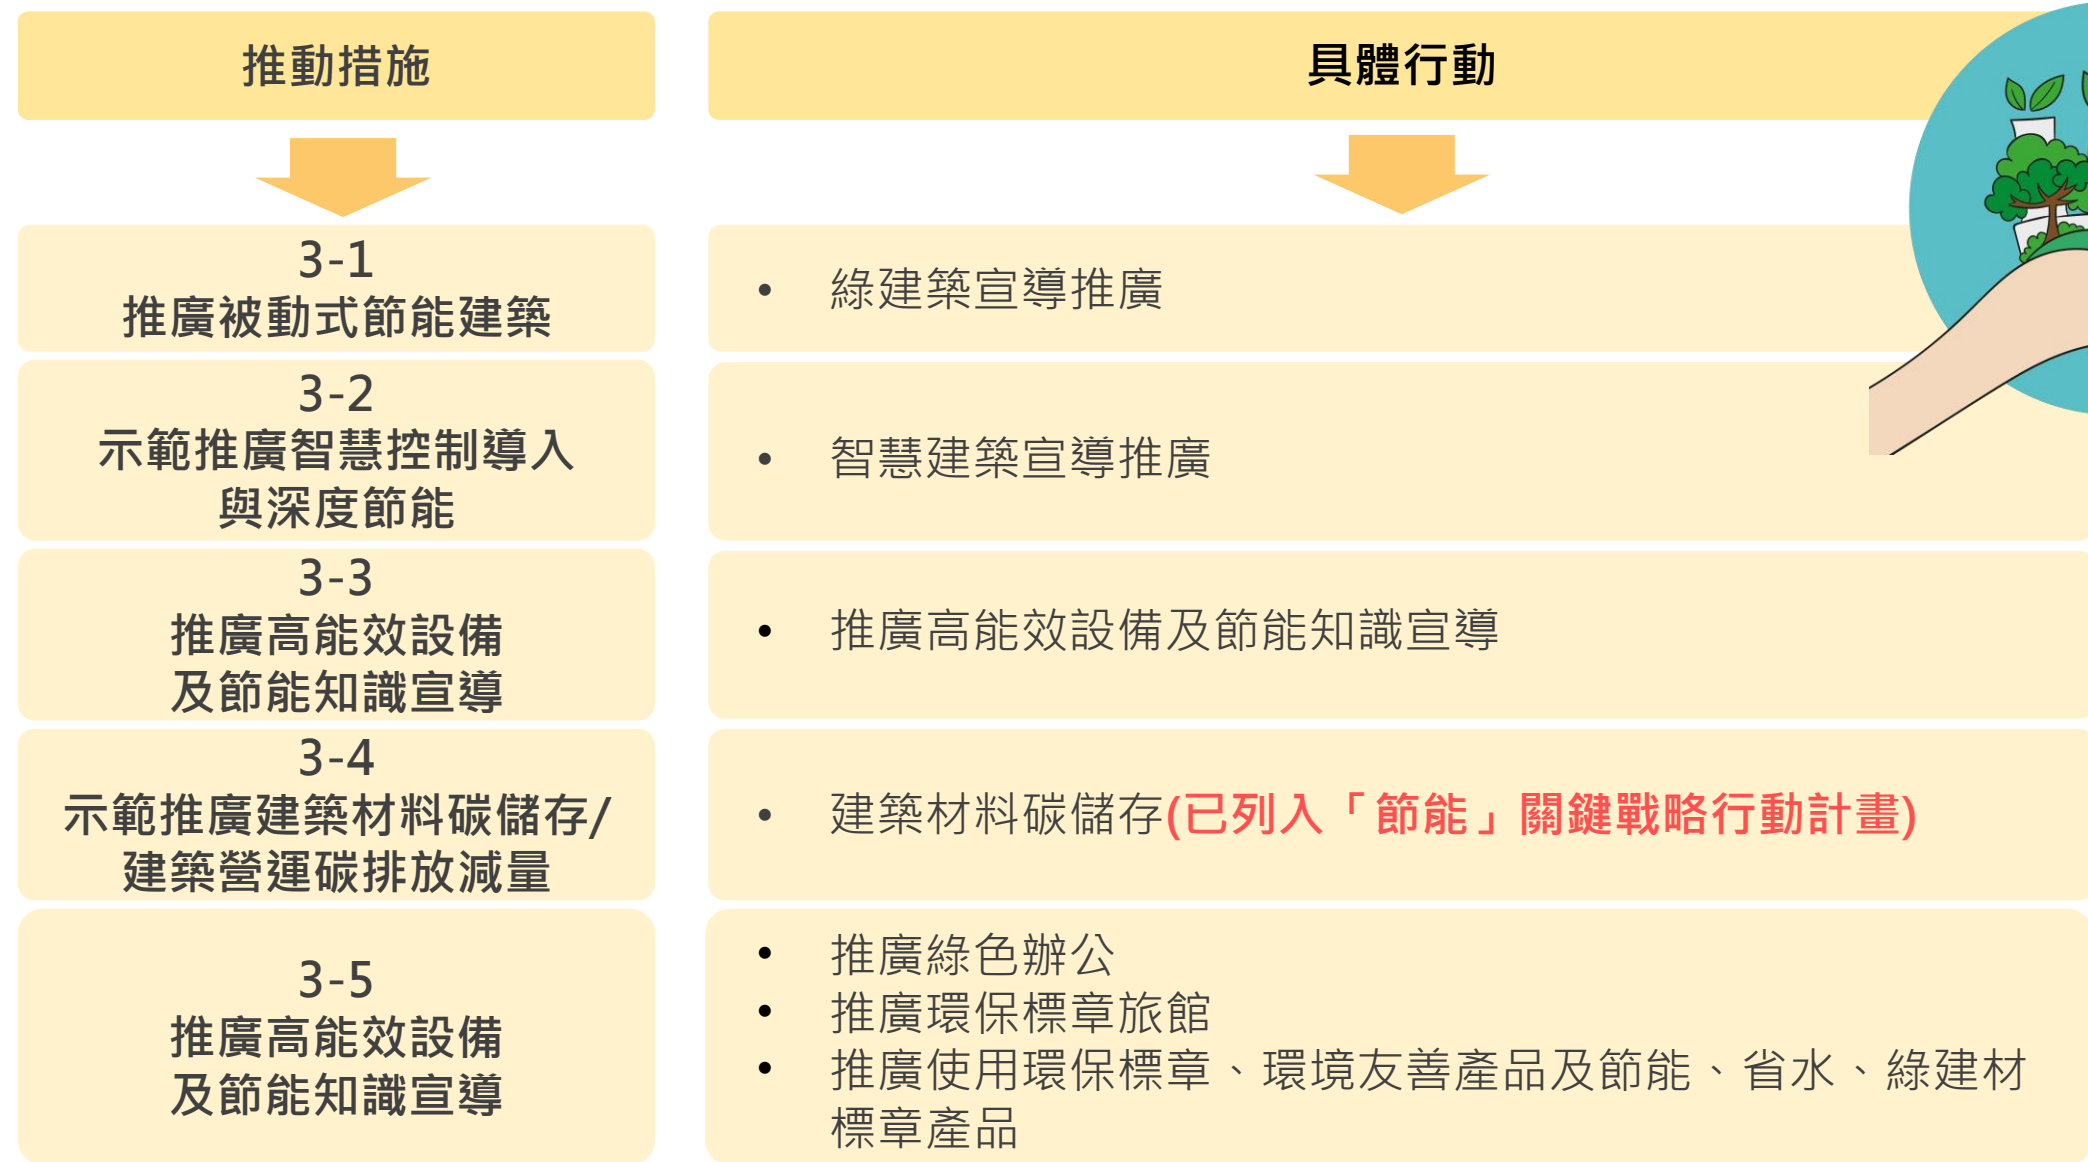 推動措施
具體行動
3-1
推廣被動式節能建築
• 綠建築宣導推廣
3-2
示範推廣智慧控制導入
與深度節能
• 智慧建築宣導推廣
3-3
推廣高能效設備
及節能知識宣導
• 推廣高能效設備及節能知識宣導
3-4
示範推廣建築材料碳儲存/
建築營運碳排放減量
• 建築材料碳儲存(已列入「節能」關鍵戰略行動計畫)
3-5
推廣高能效設備
及節能知識宣導
• 推廣綠色辦公
• 推廣環保標章旅館
• 推廣使用環保標章、環境友善產品及節能、省水、綠建材
標章產品